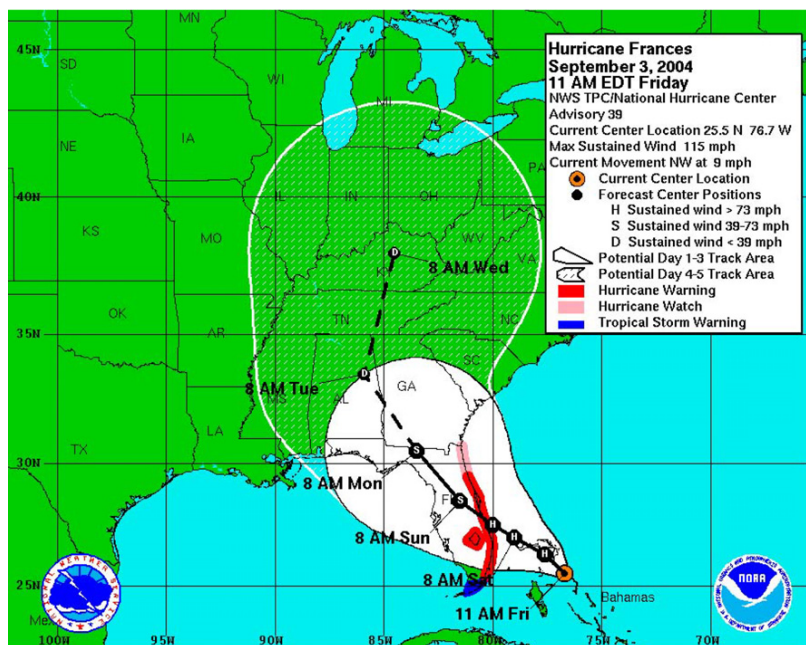 Hurricane Frances
September 3, 2004
11 AM EDT Friday
NWS TPC/National Hurricane Center
Advisory 39
Current Center Location 25.5 N 76.7 W
Max Sustained Wind 115 mph
Current Movement NW at 9 mph
Current Center Location
Forecast Center Positions
H Sustained wind > 73 mph
S Sustained wind 39-73 mph
D Sustained wind < 39 mph
Potential Day 1-3 Track Area
Potential Day 4-5 Track Area
Hurricane Warning
Hurricane Watch
Tropical Storm Warning
MN
45N
SD
WI
MI
IA
NE
PA
40N
IL
IN
OH
KS
MO
WV
VA
D
8 AM Wed
KY
35N
OK
TN
NC
AR
SC
D
8 AM Tue
GA
MS
AL
LA
TX
30N
S
8 AM Mon
S
8 AM Sun
H
H
H
8 AM Sat
25N
11 AM Fri
Bahamas
NATIONAL WEATHER SERVICE
NOAA
100W
95W
90W
85W
80W
75W
70W